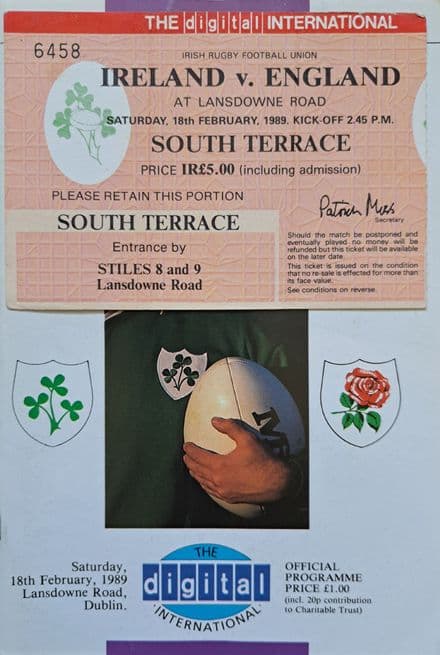 THE digital INTERNATIONAL
6458
IRISH RUGBY FOOTBALL UNION
IRELAND v. ENGLAND
AT LANSDOWNE ROAD
SATURDAY, 18th FEBRUARY, 1989. KICK-OFF 2.45 P.M.
SOUTH TERRACE
PRICE IR£5.00 (including admission)
PLEASE RETAIN THIS PORTION
SOUTH TERRACE
Entrance by
STILES 8 and 9
Lansdowne Road
Secretary
Should the match be postponed and
eventually played no money will be
refunded but this ticket will be available
on the later date.
This ticket is issued on the condition
that no re-sale is effected for more than
its face value.
See conditions on reverse.
Saturday,
18th February, 1989
Lansdowne Road,
Dublin.
THE
digital
INTERNATIONAL
OFFICIAL
PROGRAMME
PRICE £1.00
(incl. 20p contribution
to Charitable Trust)